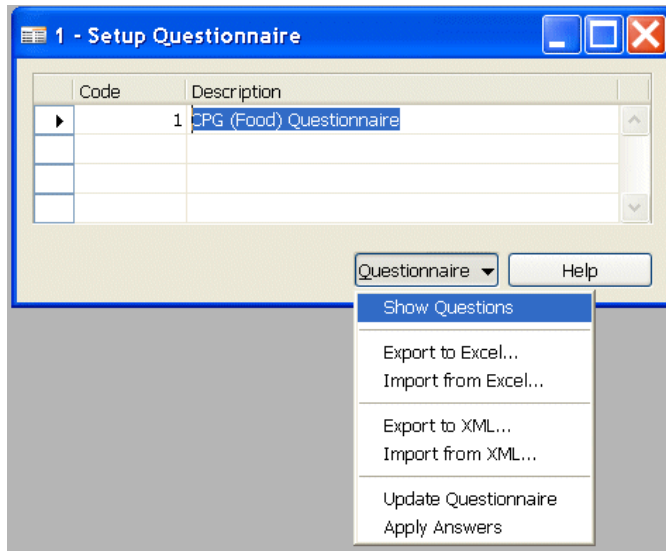 1 - Setup Questionnaire
Code Description
1 CPG (Food) Questionnaire
Questionnaire Help
Show Questions
Export to Excel...
Import from Excel...
Export to XML...
Import from XML...
Update Questionnaire
Apply Answers